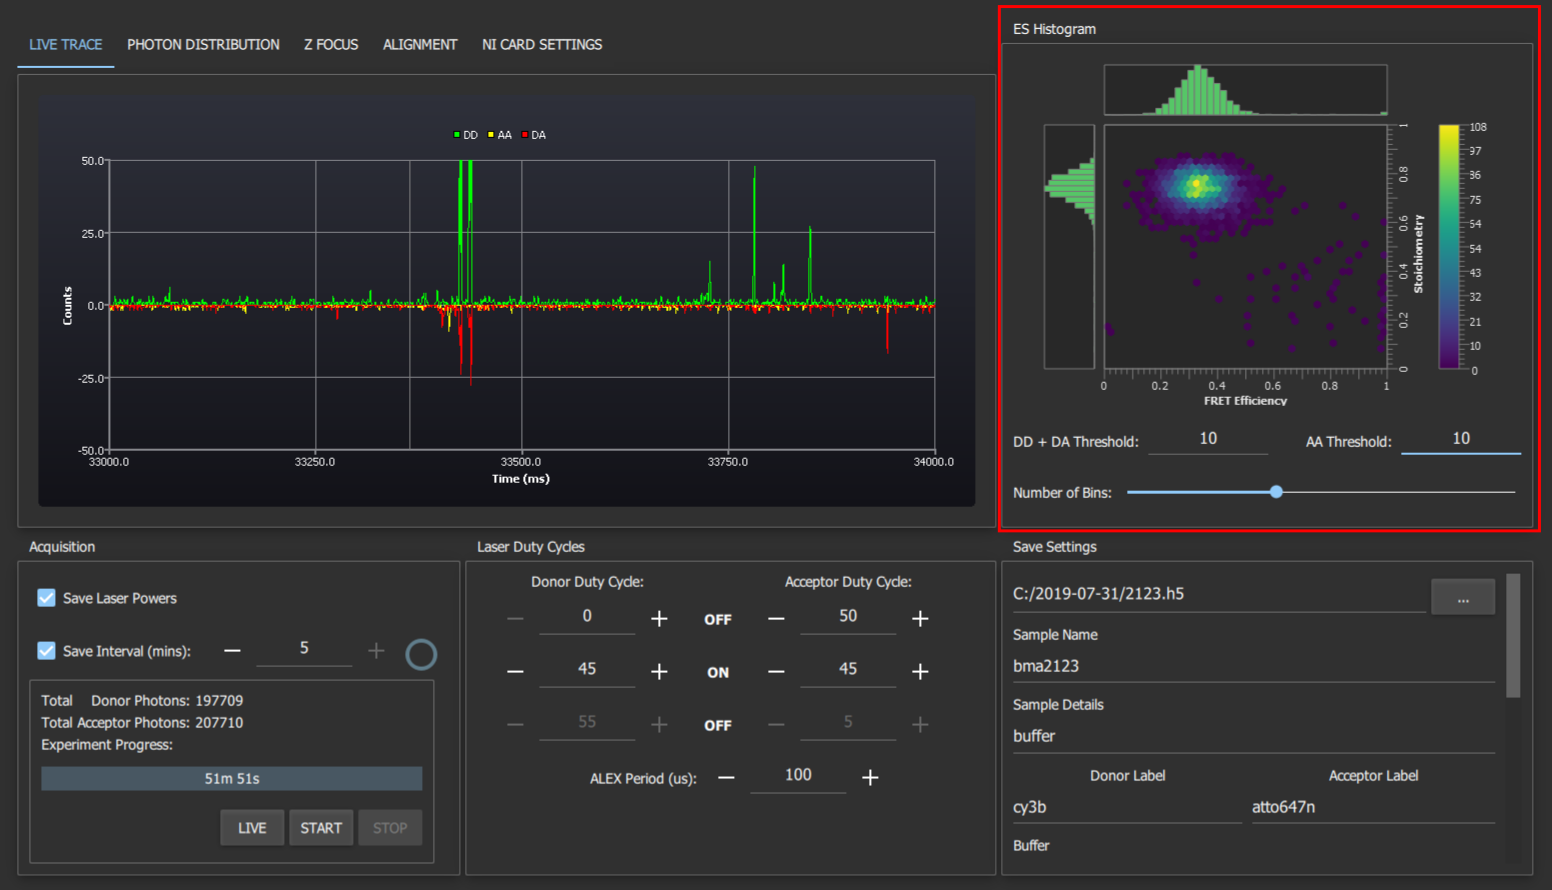 LIVE TRACE PHOTON DISTRIBUTION Z FOCUS ALIGNMENT NI CARD SETTINGS
DD AA DA
50.0
25.0
0.0
-25.0
-50.0
Counts
33000.0 33250.0 33500.0 33750.0 34000.0
Time (ms)
ES Histogram
1
0.8
0.6
0.4
0.2
0
Stoichiometry
108
97
36
75
54
54
43
32
21
10
0
0 0.2 0.4 0.6 0.8 1
FRET Efficiency
DD + DA Threshold: 10 AA Threshold: 10
Number of Bins:
Acquisition
Save Laser Powers
Save Interval (mins): — 5 +
Total Donor Photons: 197709
Total Acceptor Photons: 207710
Experiment Progress:
51m 51s
LIVE START STOP
Laser Duty Cycles
Donor Duty Cycle: Acceptor Duty Cycle:
— 0 + OFF — 50 +
— 45 + ON — 45 +
— 55 + OFF — 5 +
ALEX Period (us): — 100 +
Save Settings
C:/2019-07-31/2123.h5 ...
Sample Name
bma2123
Sample Details
buffer
Donor Label Acceptor Label
cy3b atto647n
Buffer